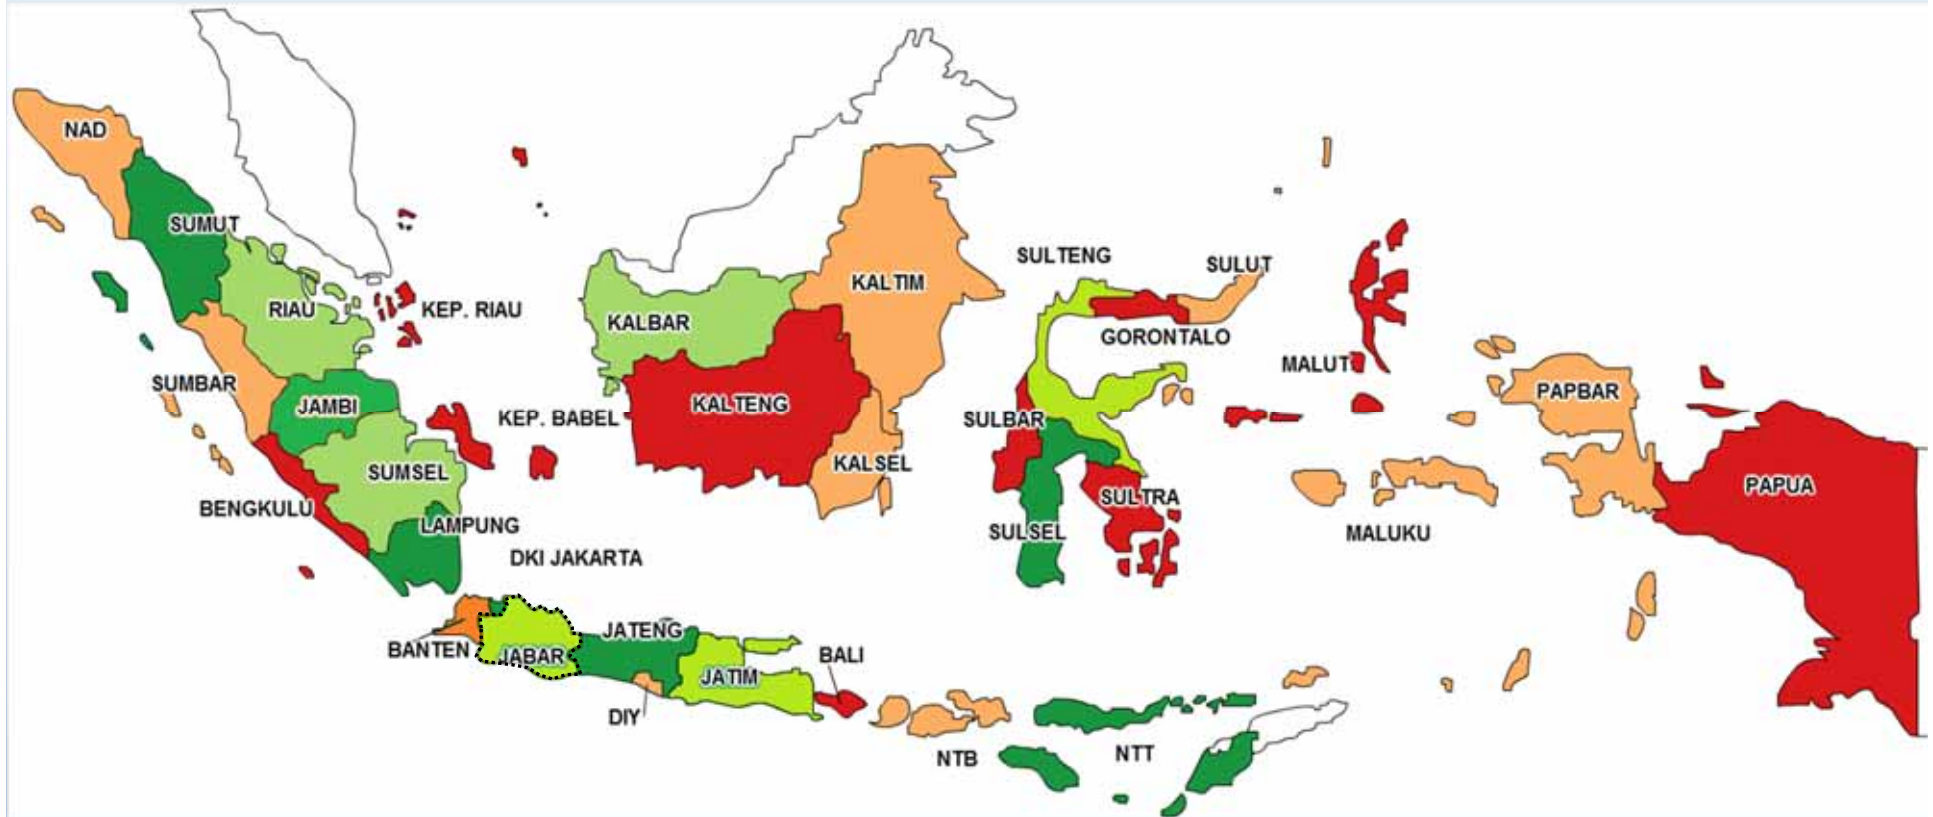 NAD
SUMUT
RIAU
KEP. RIAU
SUMBAR
JAMBI
KEP. BABEL
SUMSEL
BENGKULU
LAMPUNG
DKI JAKARTA
BANTEN
JABAR
JATENG
DIY
JATIM
BALI
NTB
NTT
KALBAR
KALTENG
KALTIM
KALSEL
SULTENG
SULUT
GORONTALO
SULBAR
SULSEL
SULTRA
MALUT
MALUKU
PAPBAR
PAPUA